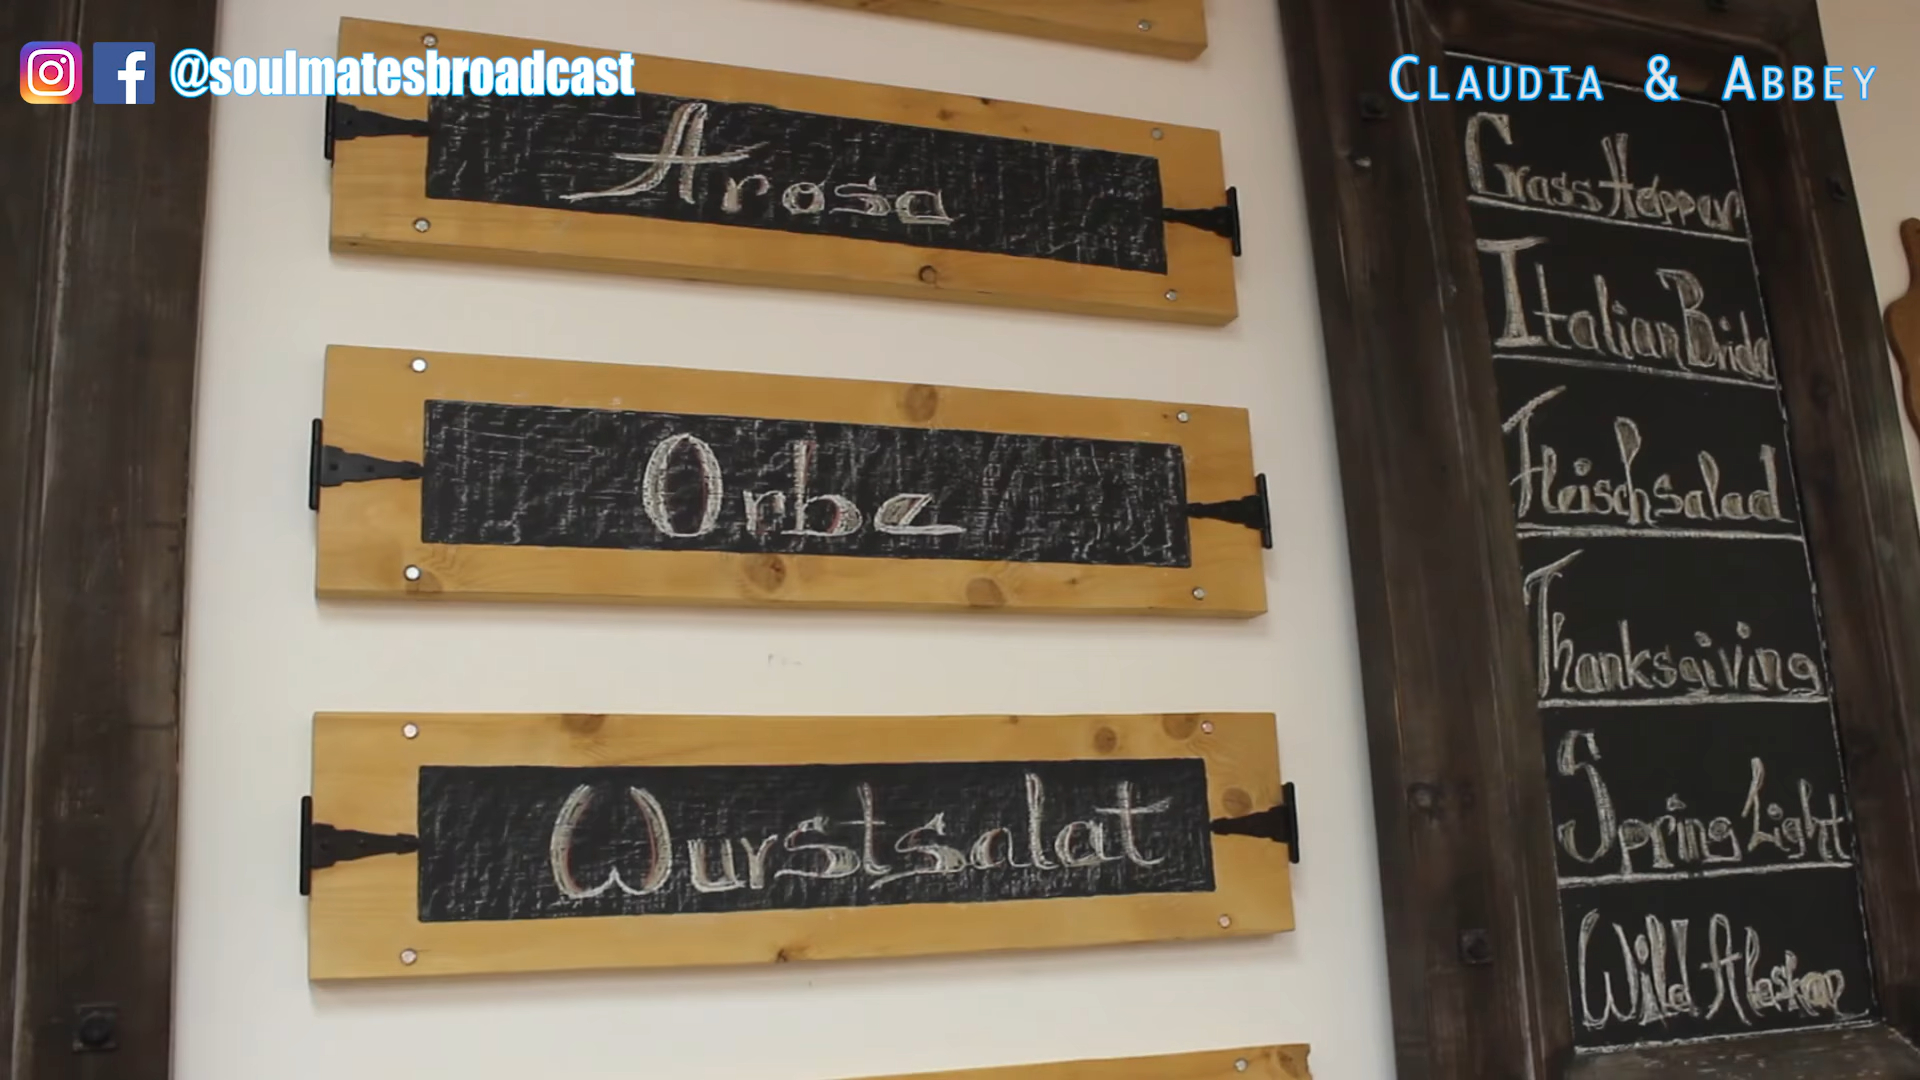 @soulmatesbroadcast
Claudia & Abbey
Arosa
Orbe
Wurstsalat
Grass Hopper
Italian Bride
Fleischsalad
Thanksgiving
Spring Light
Wild Alaskan